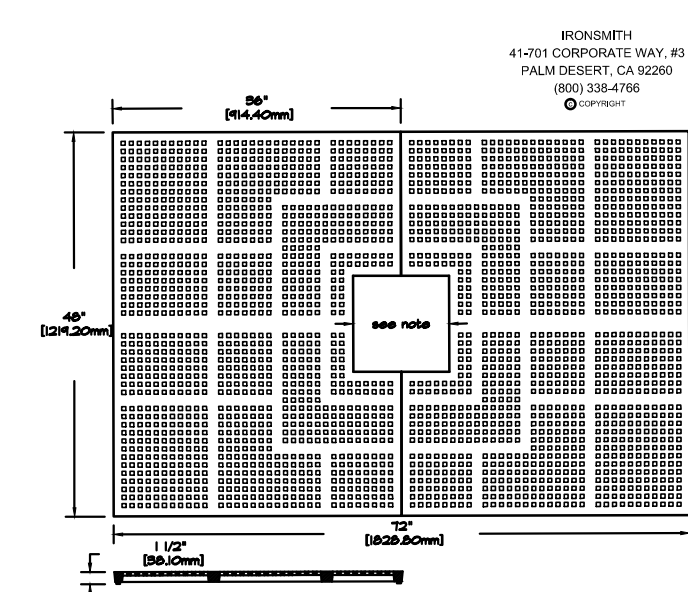 IRONSMITH
41-701 CORPORATE WAY, #3
PALM DESERT, CA 92260
(800) 338-4766
© COPYRIGHT
36"
[914.40mm]
48"
[1219.20mm]
see note
72"
[1828.80mm]
1 1/2"
[38.10mm]